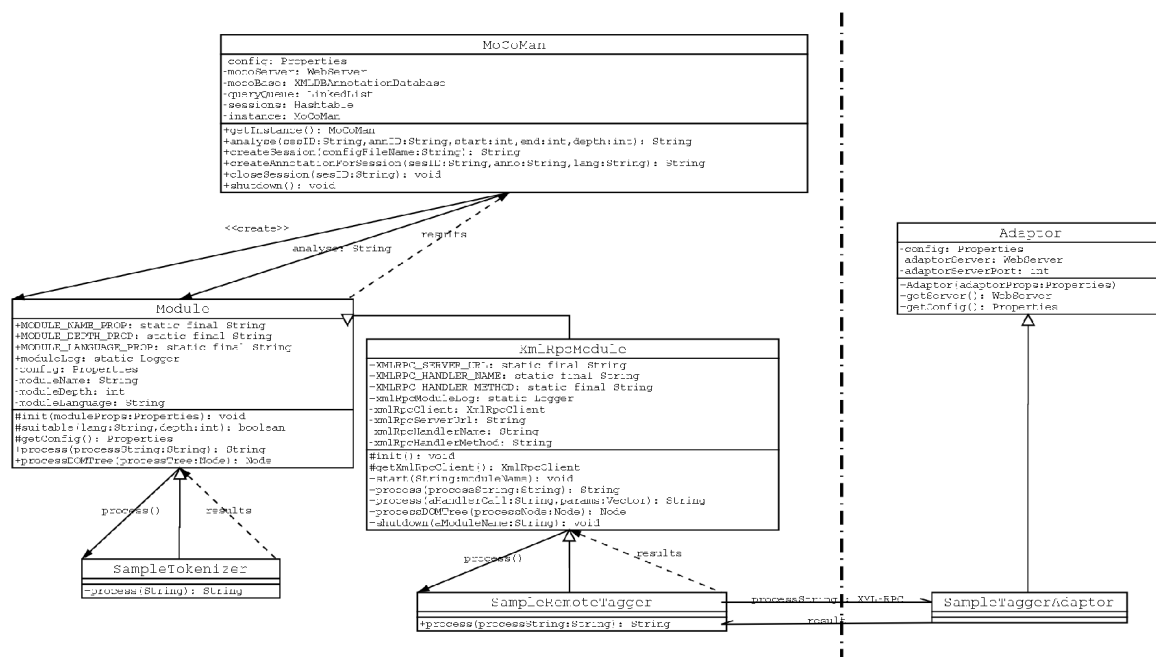 MoCoMan
-config: Properties
-mocoServer: WebServer
-mocoBase: XMLDBAnnotationDatabase
-queryQueue: LinkedList
-sessions: Hashtable
-instance: MoCoMan
+getInstance(): MoCoMan
+analyse(sesID:String,annID:String,start:int,end:int,depth:int): String
+createSession(configFileName:String): String
+createAnnotationForSession(sesID:String,anno:String,lang:String): String
+closeSession(sesID:String): void
+shutdown(): void
<<create>>
analyse: String
results
Adaptor
-config: Properties
-adaptorServer: WebServer
-adaptorServerPort: int
+Adaptor(adaptorProps:Properties)
+getServer(): WebServer
+getConfig(): Properties
Module
+MODULE_NAME_PROP: static final String
+MODULE_DEPTH_PROP: static final String
+MODULE_LANGUAGE_PROP: static final String
+moduleLog: static Logger
-config: Properties
-moduleName: String
-moduleDepth: int
-moduleLanguage: String
#init(moduleProps:Properties): void
#suitable(lang:String,depth:int): boolean
#getConfig(): Properties
+process(processString:String): String
+processDOMTree(processTree:Node): Node
XmlRpcModule
+XMLRPC_SERVER_URL: static final String
+XMLRPC_HANDLER_NAME: static final String
+XMLRPC_HANDLER_METHOD: static final String
+xmlRpcModuleLog: static Logger
-xmlRpcClient: XmlRpcClient
-xmlRpcServerUrl: String
-xmlRpcHandlerName: String
-xmlRpcHandlerMethod: String
#init(): void
#getXmlRpcClient(): XmlRpcClient
+start(String:moduleName): void
+process(processString:String): String
+process(aHandlerCall:String,params:Vector): String
+processDOMTree(processNode:Node): Node
+shutdown(aModuleName:String): void
process()
results
SampleTokenizer
+process(String): String
process()
results
SampleRemoteTagger
+process(processString:String): String
processString: XML-RPC
result
SampleTaggerAdaptor